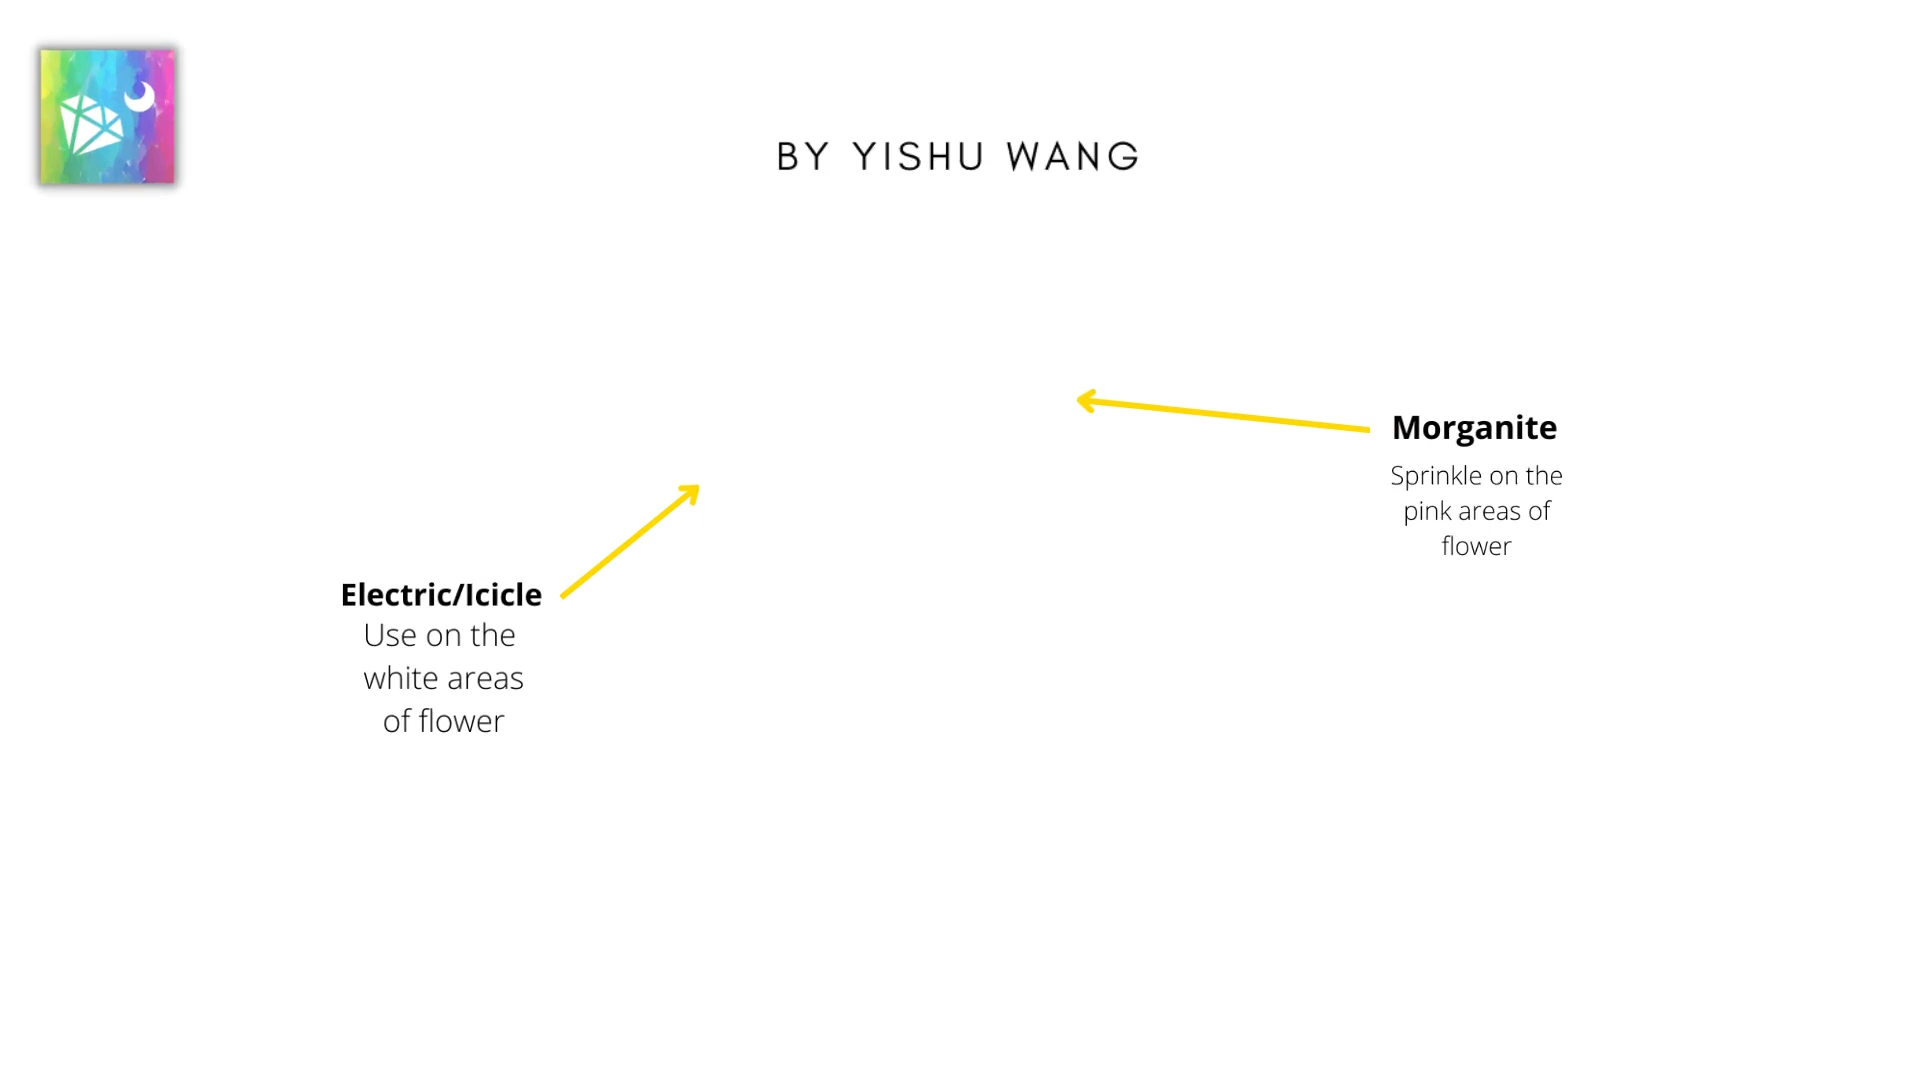 BY YISHU WANG
Morganite
Sprinkle on the
pink areas of
flower
Electric/Icicle
Use on the
white areas
of flower